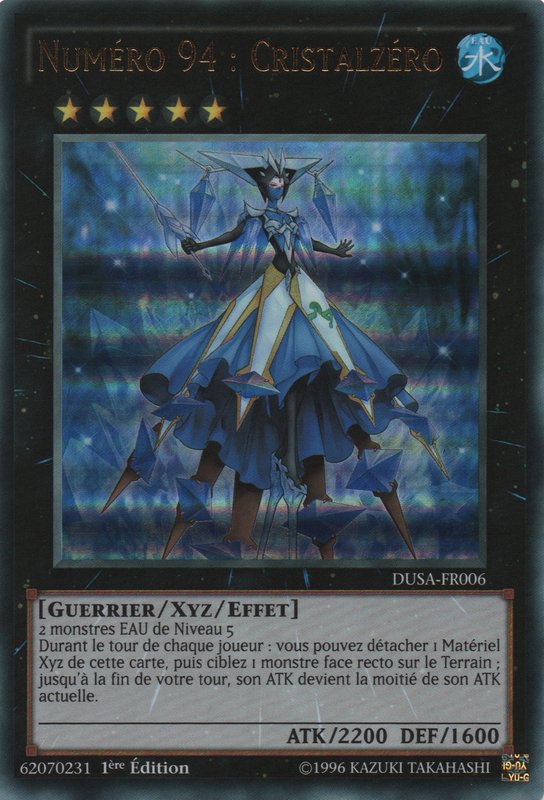 Numéro 94 : Cristalzéro
EAU
水
94
DUSA-FR006
[Guerrier/Xyz/Effet]
2 monstres EAU de Niveau 5
Durant le tour de chaque joueur : vous pouvez détacher 1 Matériel
Xyz de cette carte, puis ciblez 1 monstre face recto sur le Terrain ;
jusqu'à la fin de votre tour, son ATK devient la moitié de son ATK
actuelle.
ATK/2200 DEF/1600
62070231 1ère Édition ©1996 KAZUKI TAKAHASHI